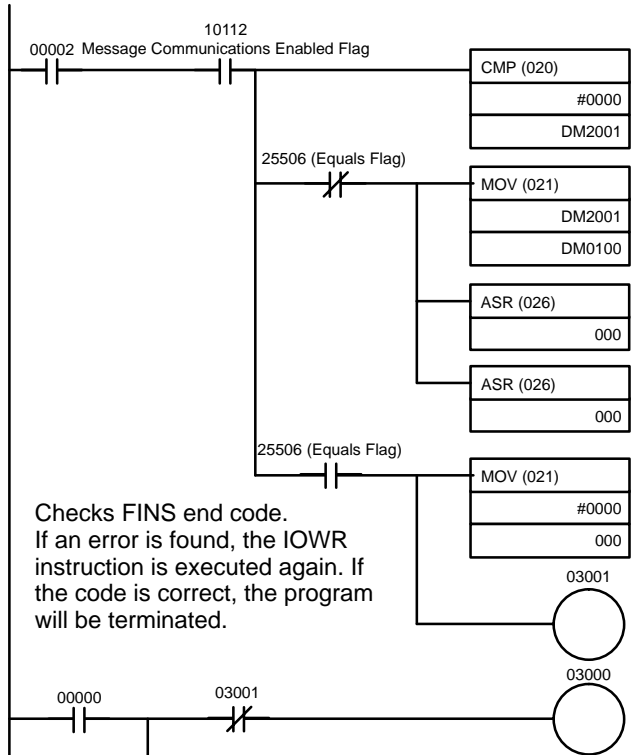 10112
00002 Message Communications Enabled Flag
CMP (020)
#0000
DM2001
25506 (Equals Flag)
MOV (021)
DM2001
DM0100
ASR (026)
000
ASR (026)
000
25506 (Equals Flag)
MOV (021)
#0000
000
Checks FINS end code.
If an error is found, the IOWR
instruction is executed again. If
the code is correct, the program
will be terminated.
03001
03000
00000
03001